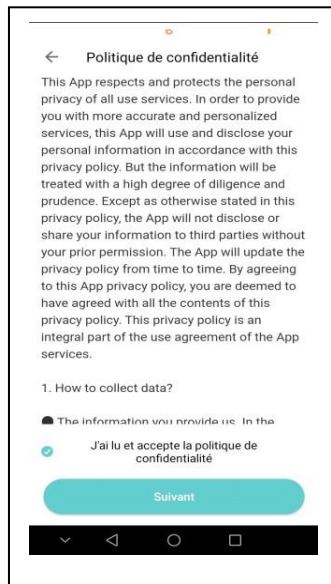 Politique de confidentialité
This App respects and protects the personal
privacy of all use services. In order to provide
you with more accurate and personalized
services, this App will use and disclose your
personal information in accordance with this
privacy policy. But the information will be
treated with a high degree of diligence and
prudence. Except as otherwise stated in this
privacy policy, the App will not disclose or
share your information to third parties without
your prior permission. The App will update the
privacy policy from time to time. By agreeing
to this App privacy policy, you are deemed to
have agreed with all the contents of this
privacy policy. This privacy policy is an
integral part of the use agreement of the App
services.
1. How to collect data?
● The information you provide us. In the
J'ai lu et accepte la politique de
confidentialité
Suivant